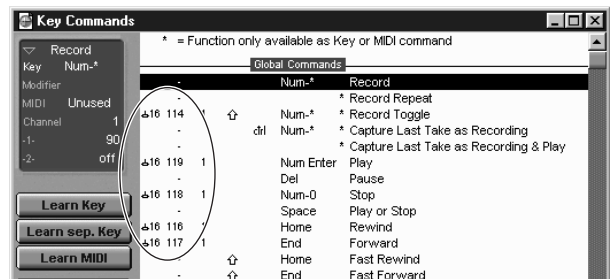 Key Commands
Record
Key Num-*
Modifier
MIDI Unused
Channel 1
-1- 90
-2- off
Learn Key
Learn sep. Key
Learn MIDI
* = Function only available as Key or MIDI command
Global Commands
- Num-* Record
- * Record Repeat
16 114 1 ⇧ Num-* * Record Toggle
- ctrl Num-* * Capture Last Take as Recording
- * Capture Last Take as Recording & Play
16 119 1 Num Enter Play
- Del Pause
16 118 1 Num-0 Stop
- Space Play or Stop
16 116 1 Home Rewind
16 117 1 End Forward
- ⇧ Home Fast Rewind
- ⇧ End Fast Forward